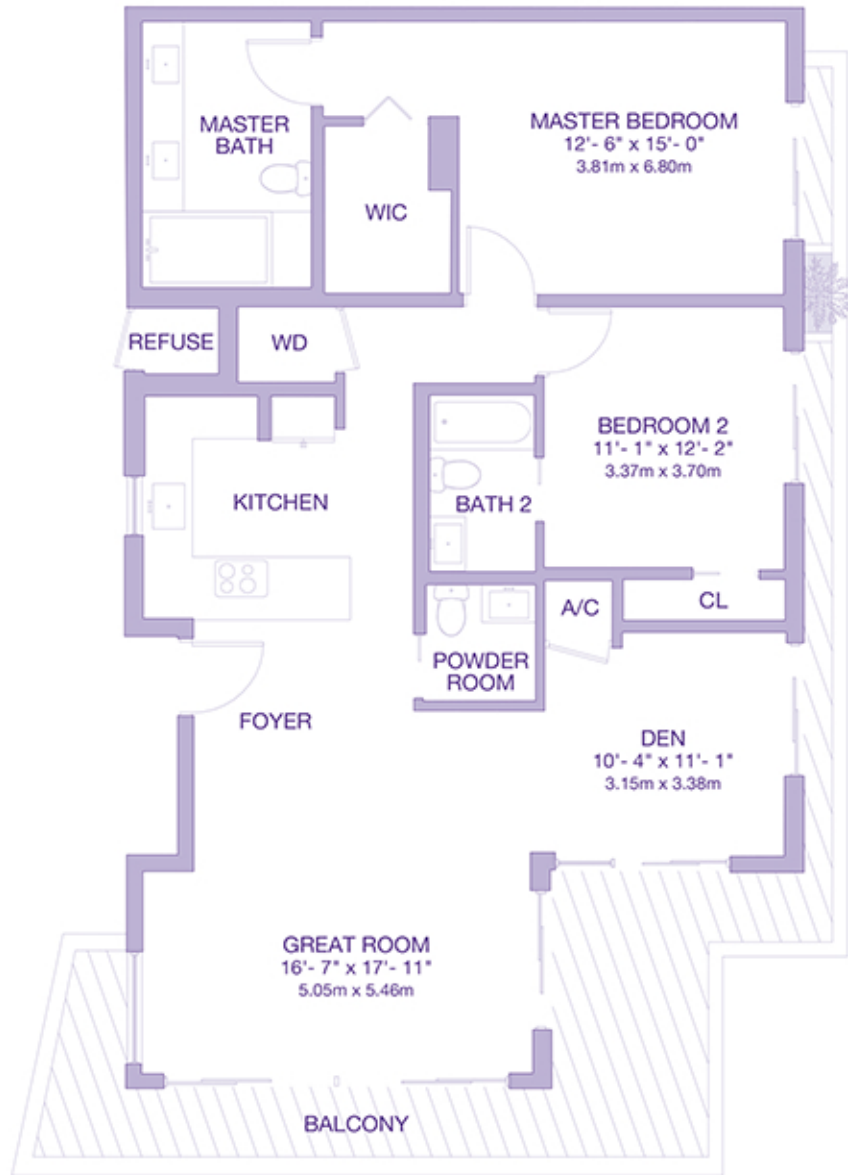 MASTER
BATH
MASTER BEDROOM
12'- 6" x 15'- 0"
3.81m x 6.80m
WIC
REFUSE
WD
BEDROOM 2
11'- 1" x 12'- 2"
3.37m x 3.70m
KITCHEN
BATH 2
A/C
CL
POWDER
ROOM
FOYER
DEN
10'- 4" x 11'- 1"
3.15m x 3.38m
GREAT ROOM
16'- 7" x 17'- 11"
5.05m x 5.46m
BALCONY